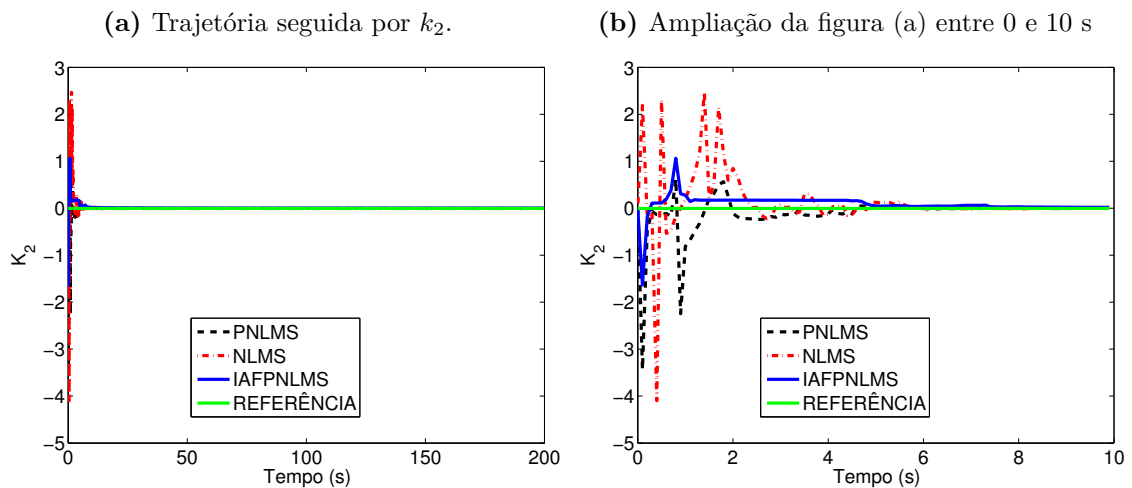 (a) Trajetória seguida por k₂.
(b) Ampliação da figura (a) entre 0 e 10 s
3
2
1
0
−1
−2
−3
−4
−5
K₂
0
50
100
150
200
Tempo (s)
PNLMS
NLMS
IAFPNLMS
REFERÊNCIA
3
2
1
0
−1
−2
−3
−4
−5
K₂
0
2
4
6
8
10
Tempo (s)
PNLMS
NLMS
IAFPNLMS
REFERÊNCIA